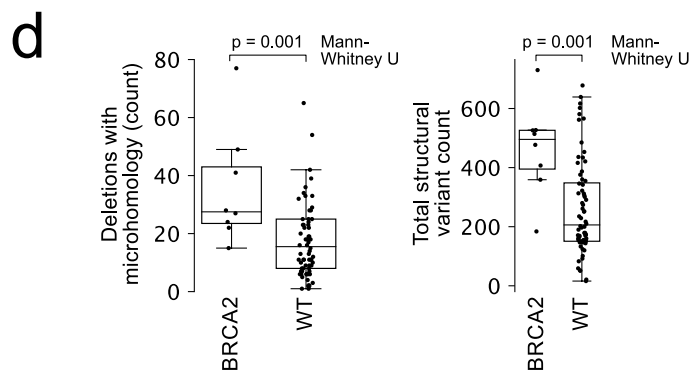 d
p = 0.001
Mann-
Whitney U
Deletions with
microhomology (count)
80
60
40
20
0
BRCA2
WT
p = 0.001
Mann-
Whitney U
Total structural
variant count
600
400
200
0
BRCA2
WT